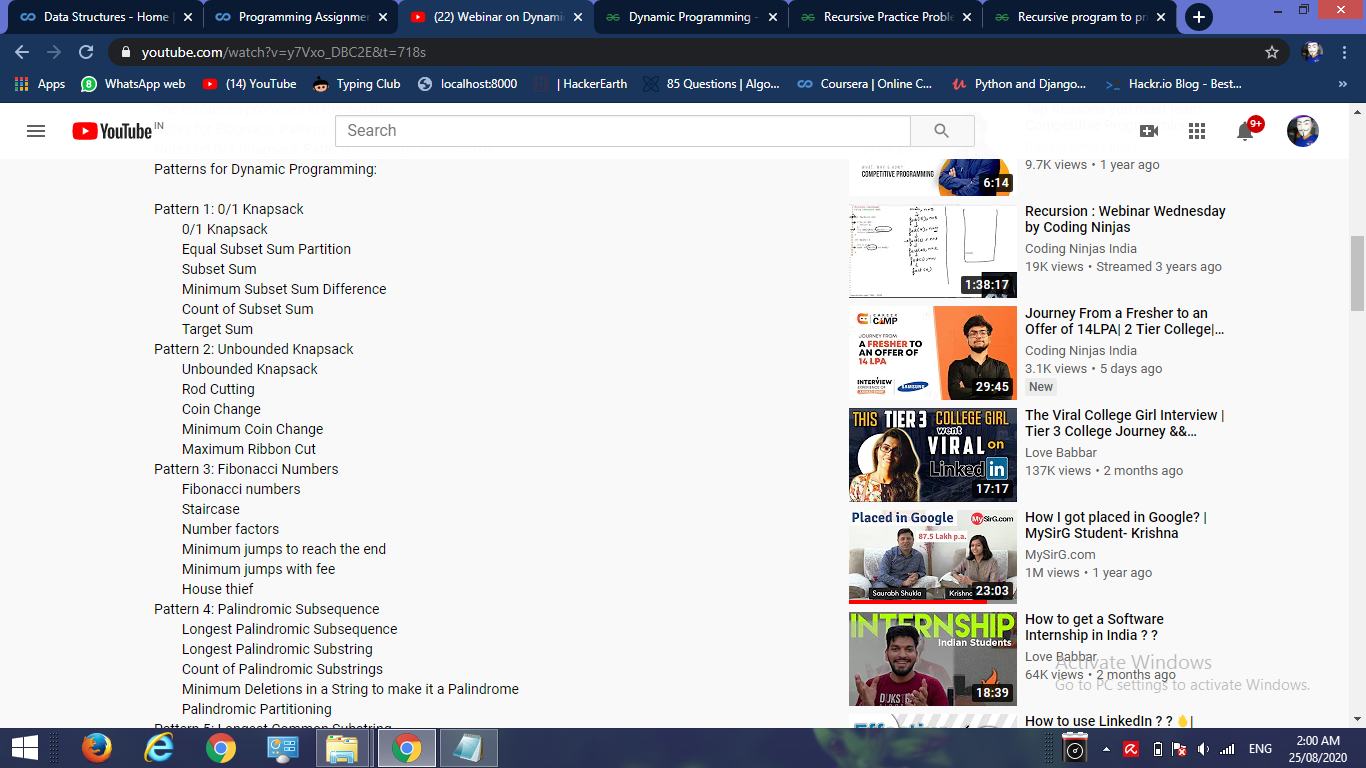 Data Structures - Home |
Programming Assignmen
(22) Webinar on Dynami
Dynamic Programming -
Recursive Practice Proble
Recursive program to pr
youtube.com/watch?v=y7Vxo_DBC2E&t=718s
Apps
WhatsApp web
(14) YouTube
Typing Club
localhost:8000
| HackerEarth
85 Questions | Algo...
Coursera | Online C...
Python and Django...
Hackr.io Blog - Best...
»
YouTube IN
Search
9+
Patterns for Dynamic Programming:
Pattern 1: 0/1 Knapsack
0/1 Knapsack
Equal Subset Sum Partition
Subset Sum
Minimum Subset Sum Difference
Count of Subset Sum
Target Sum
Pattern 2: Unbounded Knapsack
Unbounded Knapsack
Rod Cutting
Coin Change
Minimum Coin Change
Maximum Ribbon Cut
Pattern 3: Fibonacci Numbers
Fibonacci numbers
Staircase
Number factors
Minimum jumps to reach the end
Minimum jumps with fee
House thief
Pattern 4: Palindromic Subsequence
Longest Palindromic Subsequence
Longest Palindromic Substring
Count of Palindromic Substrings
Minimum Deletions in a String to make it a Palindrome
Palindromic Partitioning
Pattern 5: Longest Common Substring
COMPETITIVE PROGRAMMING
6:14
9.7K views • 1 year ago
1:38:17
Recursion : Webinar Wednesday
by Coding Ninjas
Coding Ninjas India
19K views • Streamed 3 years ago
CAREER
CAMP
JOURNEY FROM
A FRESHER TO
AN OFFER OF
14 LPA
INTERVIEW
SAMSUNG
29:45
Journey From a Fresher to an
Offer of 14LPA| 2 Tier College|...
Coding Ninjas India
3.1K views • 5 days ago
New
THIS TIER 3 COLLEGE GIRL
went
VIRAL on
Linked in
17:17
The Viral College Girl Interview |
Tier 3 College Journey &&...
Love Babbar
137K views • 2 months ago
Placed in Google
MySirG.com
87.5 Lakh p.a.
Saurabh Shukla
Krishna
23:03
How I got placed in Google? |
MySirG Student- Krishna
MySirG.com
1M views • 1 year ago
INTERNSHIP
Indian Students
18:39
How to get a Software
Internship in India ? ?
Love Babbar
64K views • 2 months ago
How to use LinkedIn ? ? 👌|
Activate Windows
Go to PC settings to activate Windows.
ENG
2:00 AM
25/08/2020